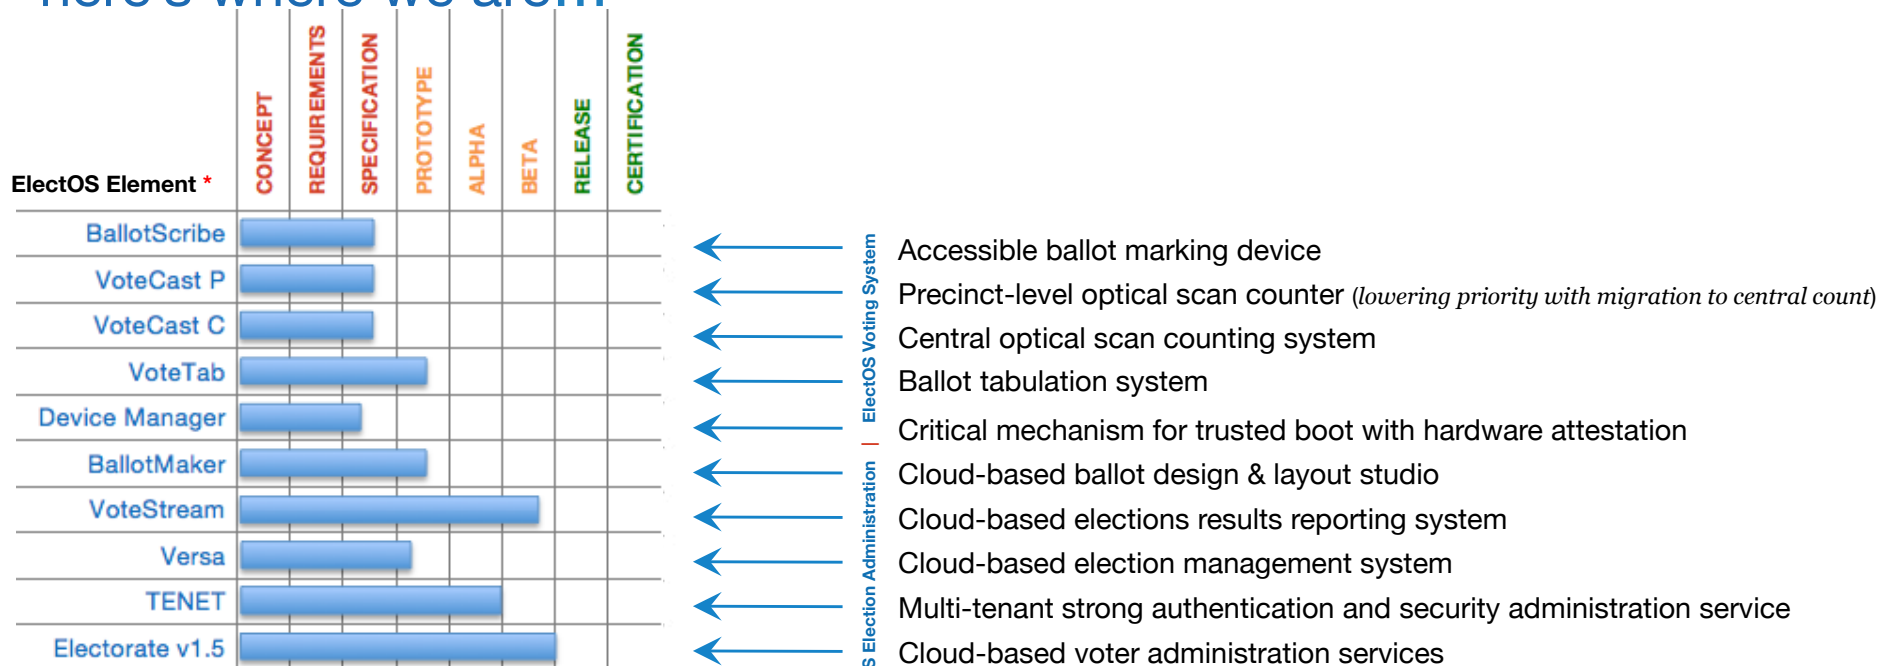 here's where we are...
CONCEPT
REQUIREMENTS
SPECIFICATION
PROTOTYPE
ALPHA
BETA
RELEASE
CERTIFICATION
ElectOS Element *
BallotScribe
Accessible ballot marking device
VoteCast P
Precinct-level optical scan counter (lowering priority with migration to central count)
VoteCast C
Central optical scan counting system
VoteTab
Ballot tabulation system
Device Manager
Critical mechanism for trusted boot with hardware attestation
BallotMaker
Cloud-based ballot design & layout studio
VoteStream
Cloud-based elections results reporting system
Versa
Cloud-based election management system
TENET
Multi-tenant strong authentication and security administration service
Electorate v1.5
Cloud-based voter administration services
S Election Administration | ElectOS Voting System